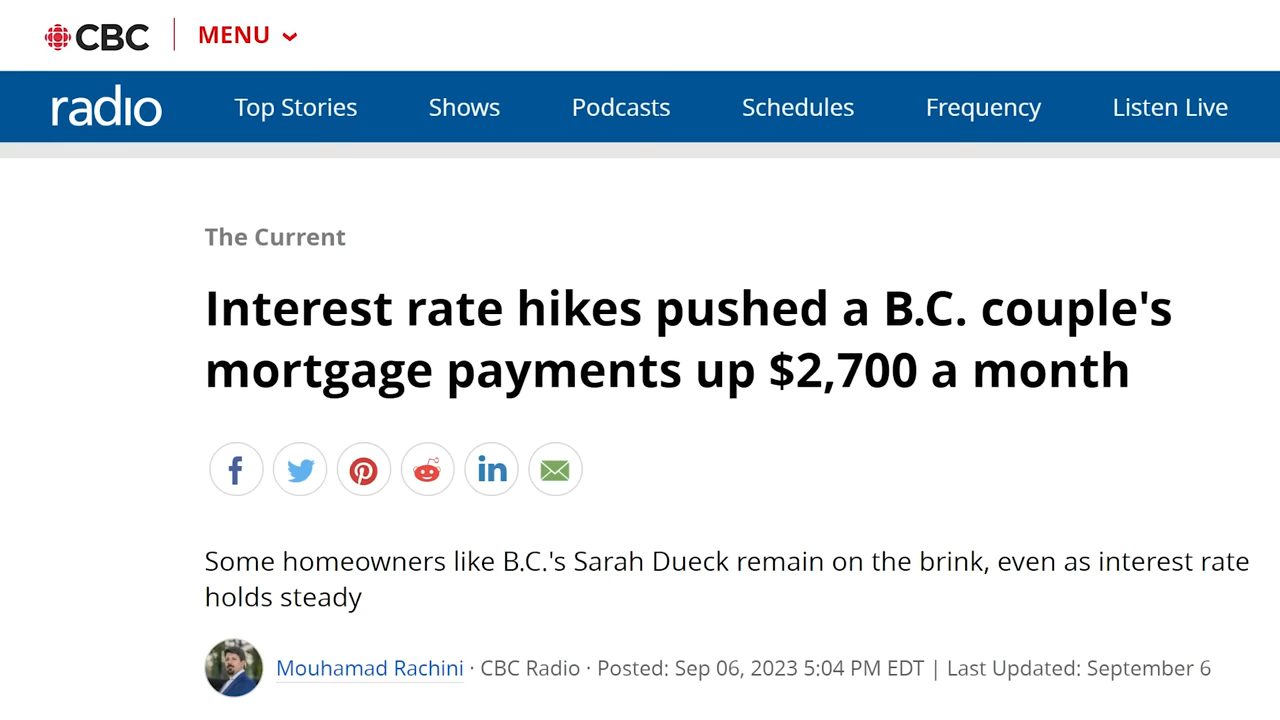 CBC MENU
radio Top Stories Shows Podcasts Schedules Frequency Listen Live
The Current
Interest rate hikes pushed a B.C. couple's
mortgage payments up $2,700 a month
Some homeowners like B.C.'s Sarah Dueck remain on the brink, even as interest rate
holds steady
Mouhamad Rachini · CBC Radio · Posted: Sep 06, 2023 5:04 PM EDT | Last Updated: September 6